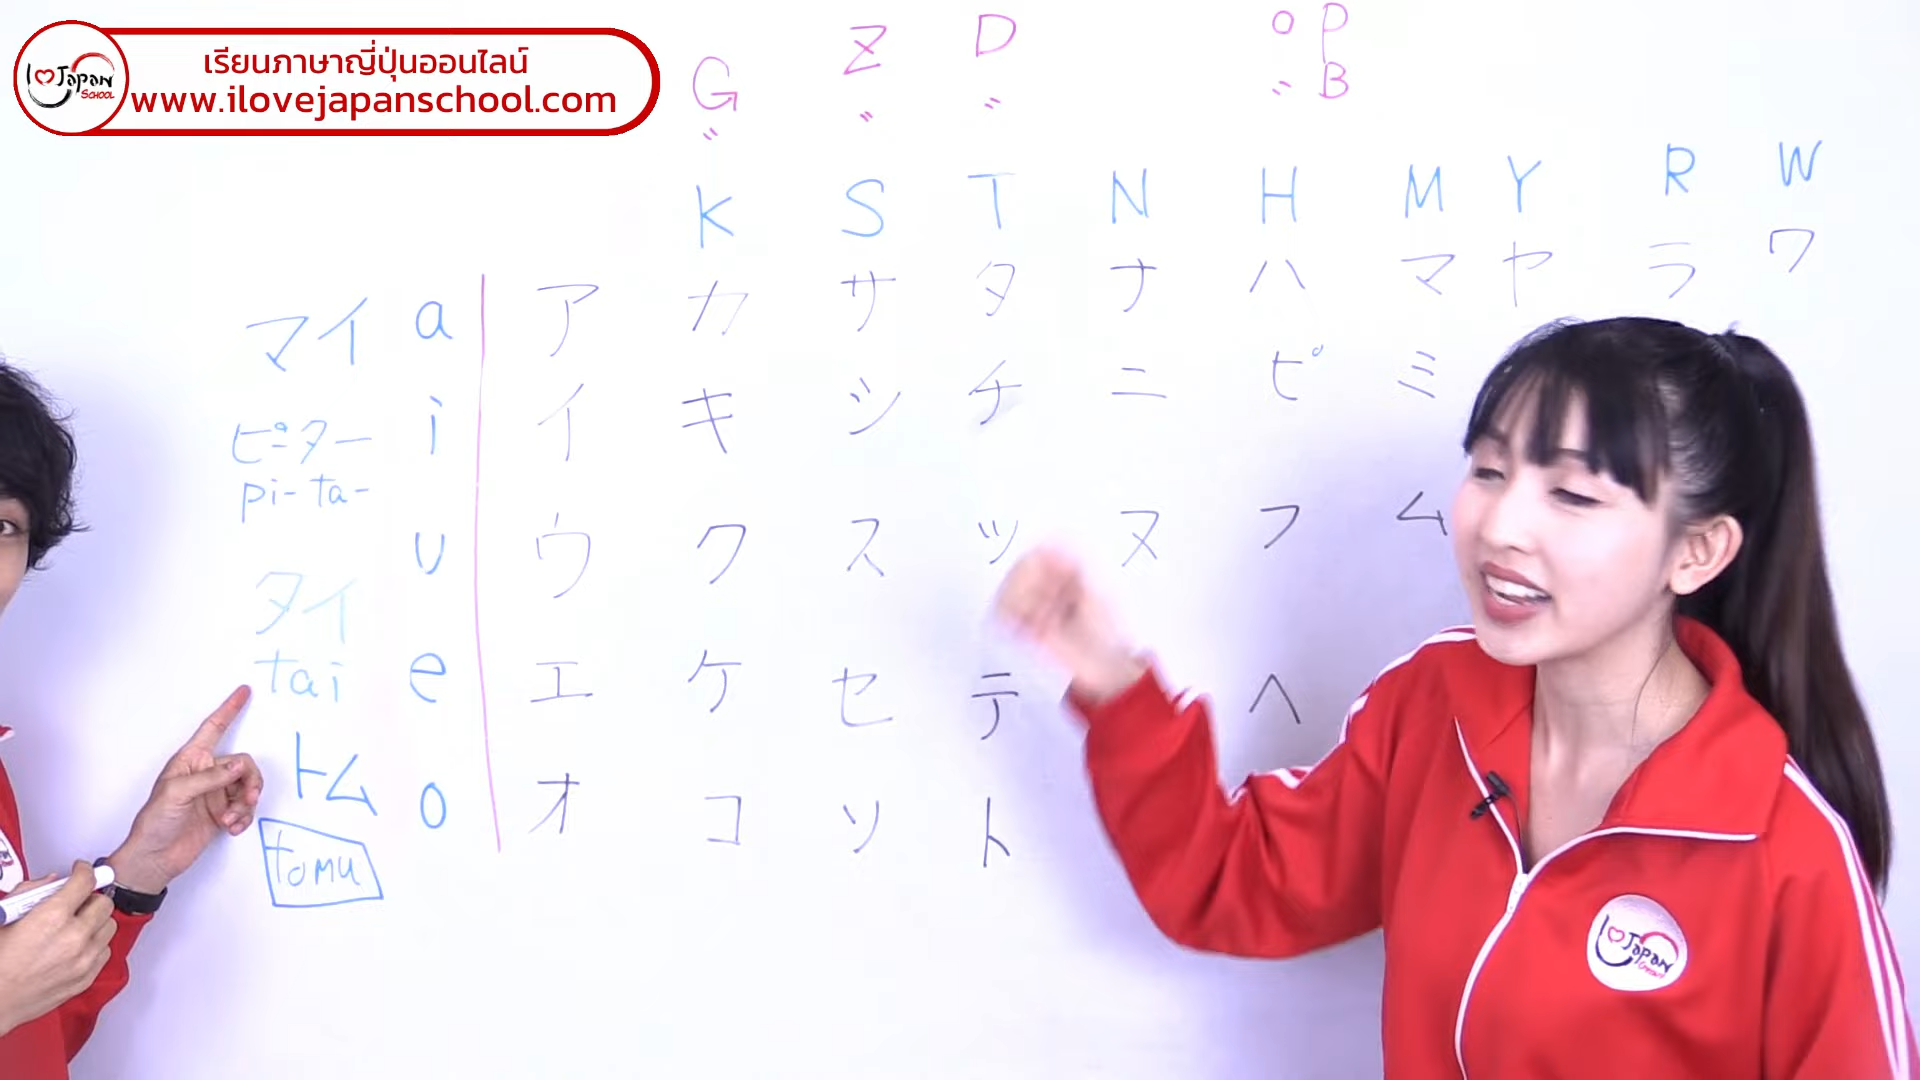 I Japan SCHOOL
เรียนภาษาญี่ปุ่นออนไลน์
www.ilovejapanschool.com
G Z D ° P
" " " " B
K S T N H M Y R W
マイ a ア カ サ タ ナ ハ マ ヤ ラ ワ
i イ キ シ チ ニ ピ ミ
ピーター
pi- ta-
u ウ ク ス ツ ヌ フ ム
タイ
tai e エ ケ セ テ ヘ
トム o オ コ ソ ト
tomu
I Japan